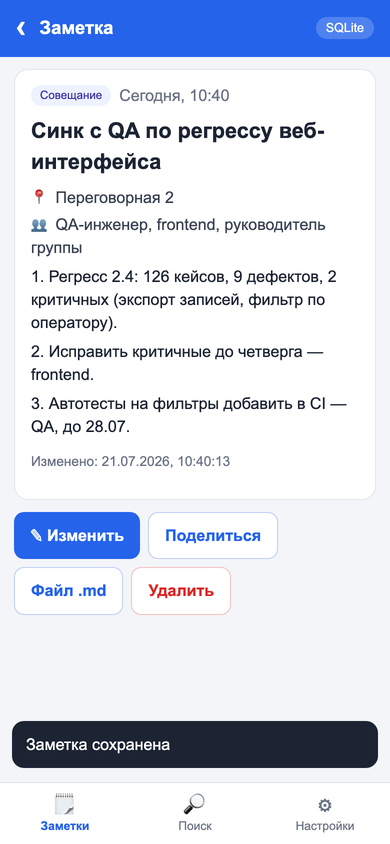 Заметка
SQLite
Совещание
Сегодня, 10:40
Синк с QA по регрессу веб-
интерфейса
Переговорная 2
QA-инженер, frontend, руководитель
группы
1. Регресс 2.4: 126 кейсов, 9 дефектов, 2
критичных (экспорт записей, фильтр по
оператору).
2. Исправить критичные до четверга —
frontend.
3. Автотесты на фильтры добавить в CI —
QA, до 28.07.
Изменено: 21.07.2026, 10:40:13
✎ Изменить
Поделиться
Файл .md
Удалить
Заметка сохранена
Заметки
Поиск
Настройки